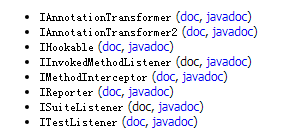 • IAnnotationTransformer (doc, javadoc)
• IAnnotationTransformer2 (doc, javadoc)
• IHookable (doc, javadoc)
• IInvokedMethodListener (doc, javadoc)
• IMethodInterceptor (doc, javadoc)
• IReporter (doc, javadoc)
• ISuiteListener (doc, javadoc)
• ITestListener (doc, javadoc)